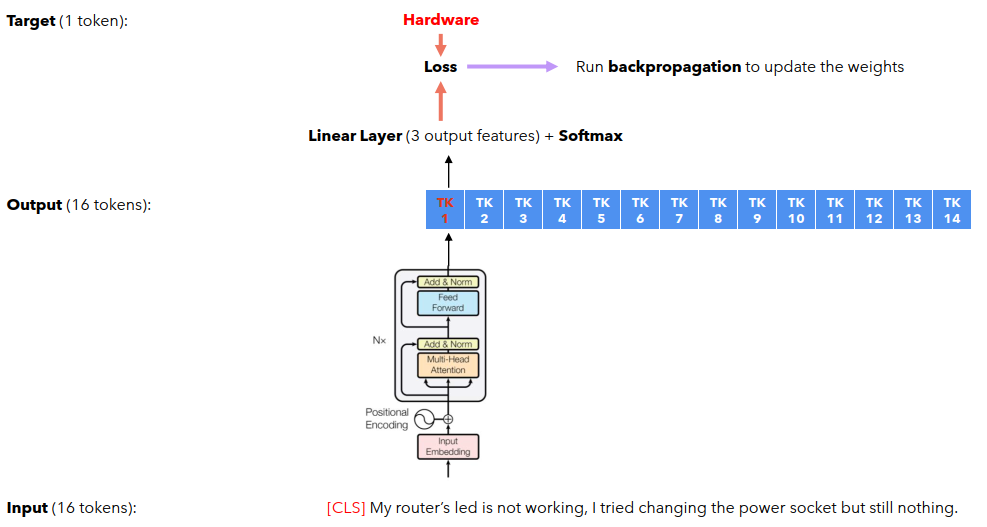 Target (1 token):
Hardware
Loss
Run backpropagation to update the weights
Linear Layer (3 output features) + Softmax
Output (16 tokens):
TK 1 TK 2 TK 3 TK 4 TK 5 TK 6 TK 7 TK 8 TK 9 TK 10 TK 11 TK 12 TK 13 TK 14
Add & Norm
Feed
Forward
Nx
Add & Norm
Multi-Head
Attention
Positional
Encoding
Input
Embedding
Input (16 tokens):
[CLS] My router's led is not working, I tried changing the power socket but still nothing.